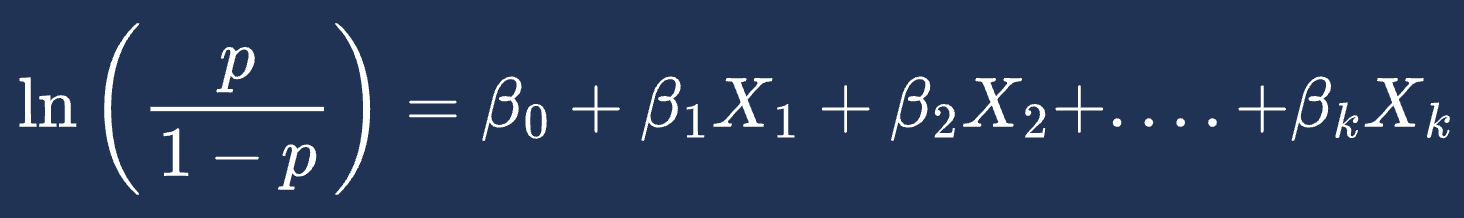 ln(p/(1 − p)) = β₀ + β₁X₁ + β₂X₂+....+βₖXₖ